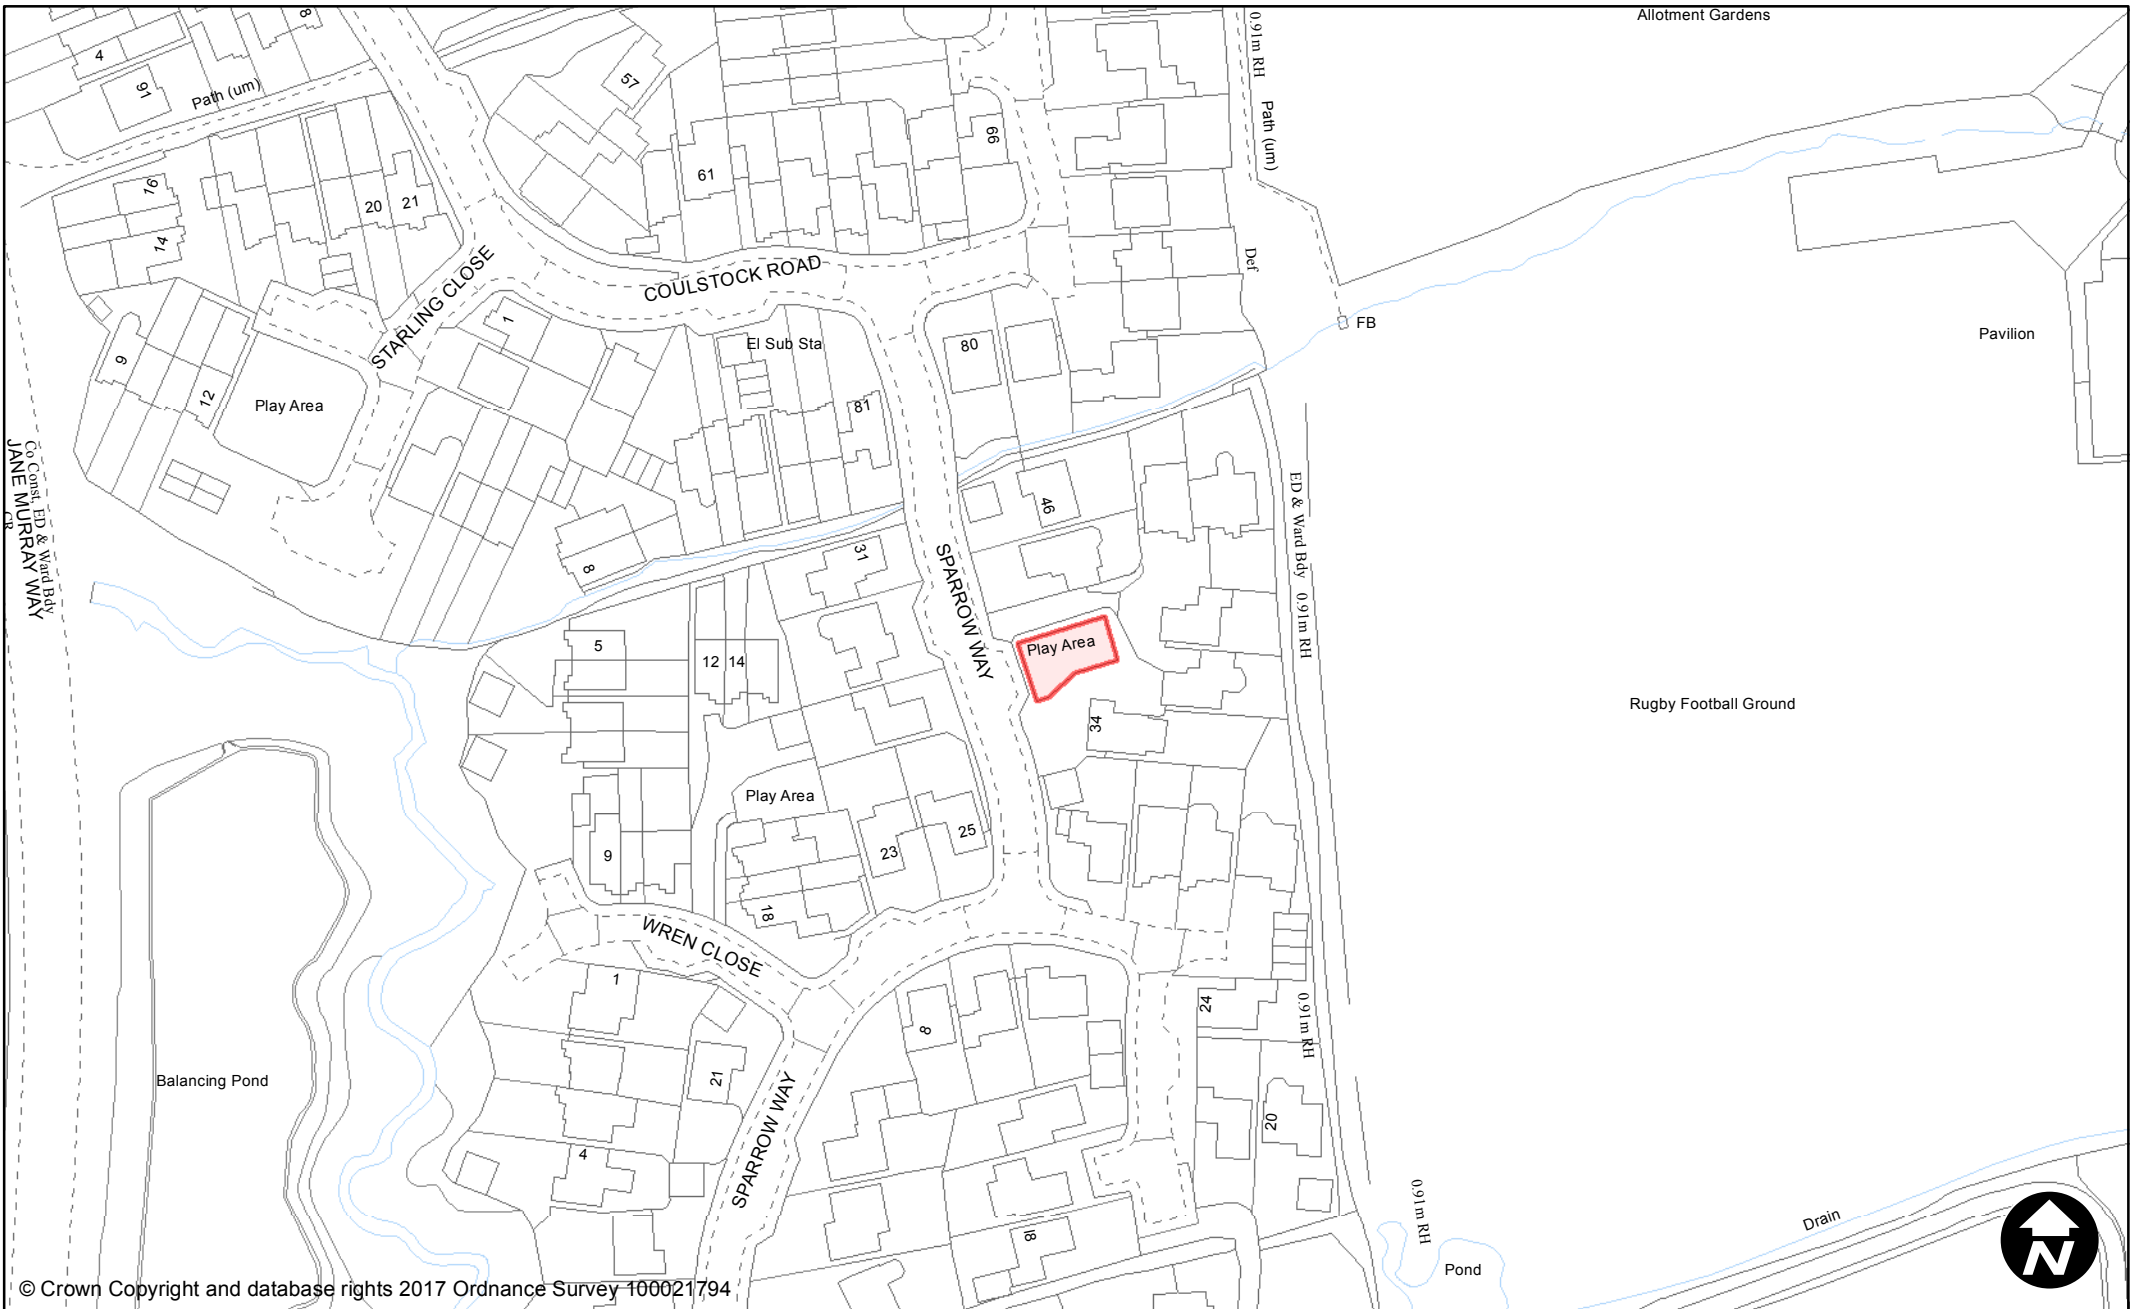 Allotment Gardens
8
4
91
Path (um)
57
0.91m RH
Path (um)
66
61
16
20
21
14
Def
STARLING CLOSE
COULSTOCK ROAD
1
El Sub Sta
80
FB
Pavilion
9
12
Play Area
81
Co Const, ED & Ward Bdy
JANE MURRAY WAY
CR
46
ED & Ward Bdy
0.91m RH
31
8
SPARROW WAY
5
12
14
Play Area
34
Rugby Football Ground
Play Area
25
23
9
18
WREN CLOSE
1
24
0.91m RH
8
Balancing Pond
21
20
4
SPARROW WAY
18
0.91m RH
Drain
Pond
N
© Crown Copyright and database rights 2017 Ordnance Survey 100021794